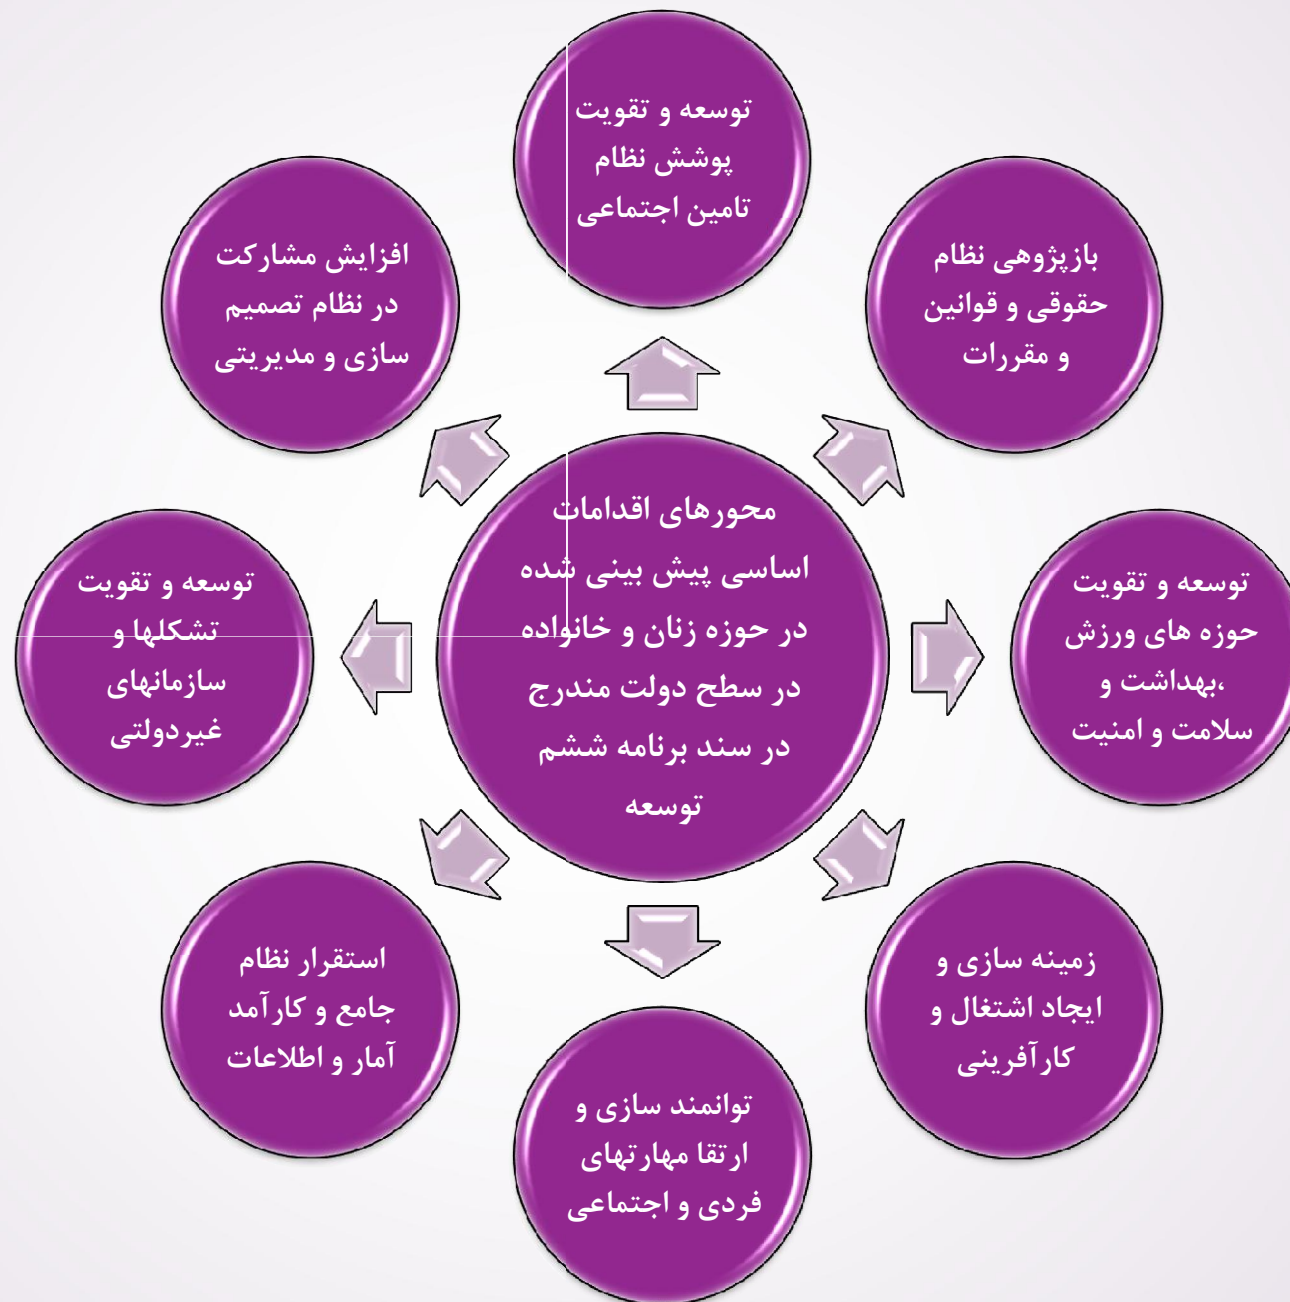 توسعه و تقویت
پوشش نظام
تامین اجتماعی
بازپژوهی نظام
حقوقی و قوانین
و مقررات
توسعه و تقویت
حوزه های ورزش
،بهداشت و
سلامت و امنیت
زمینه سازی و
ایجاد اشتغال و
کارآفرینی
توانمند سازی و
ارتقا مهارتهای
فردی و اجتماعی
استقرار نظام
جامع و کارآمد
آمار و اطلاعات
توسعه و تقویت
تشکلها و
سازمانهای
غیردولتی
افزایش مشارکت
در نظام تصمیم
سازی و مدیریتی
محورهای اقدامات
اساسی پیش بینی شده
در حوزه زنان و خانواده
در سطح دولت مندرج
در سند برنامه ششم
توسعه